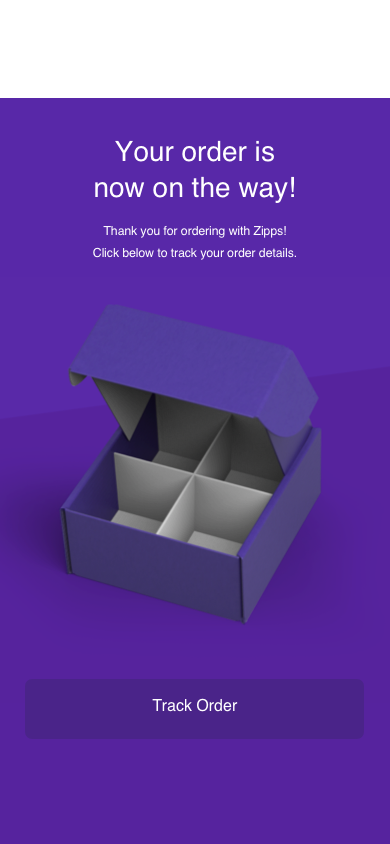 Your order is
now on the way!
Thank you for ordering with Zipps!
Click below to track your order details.
Track Order